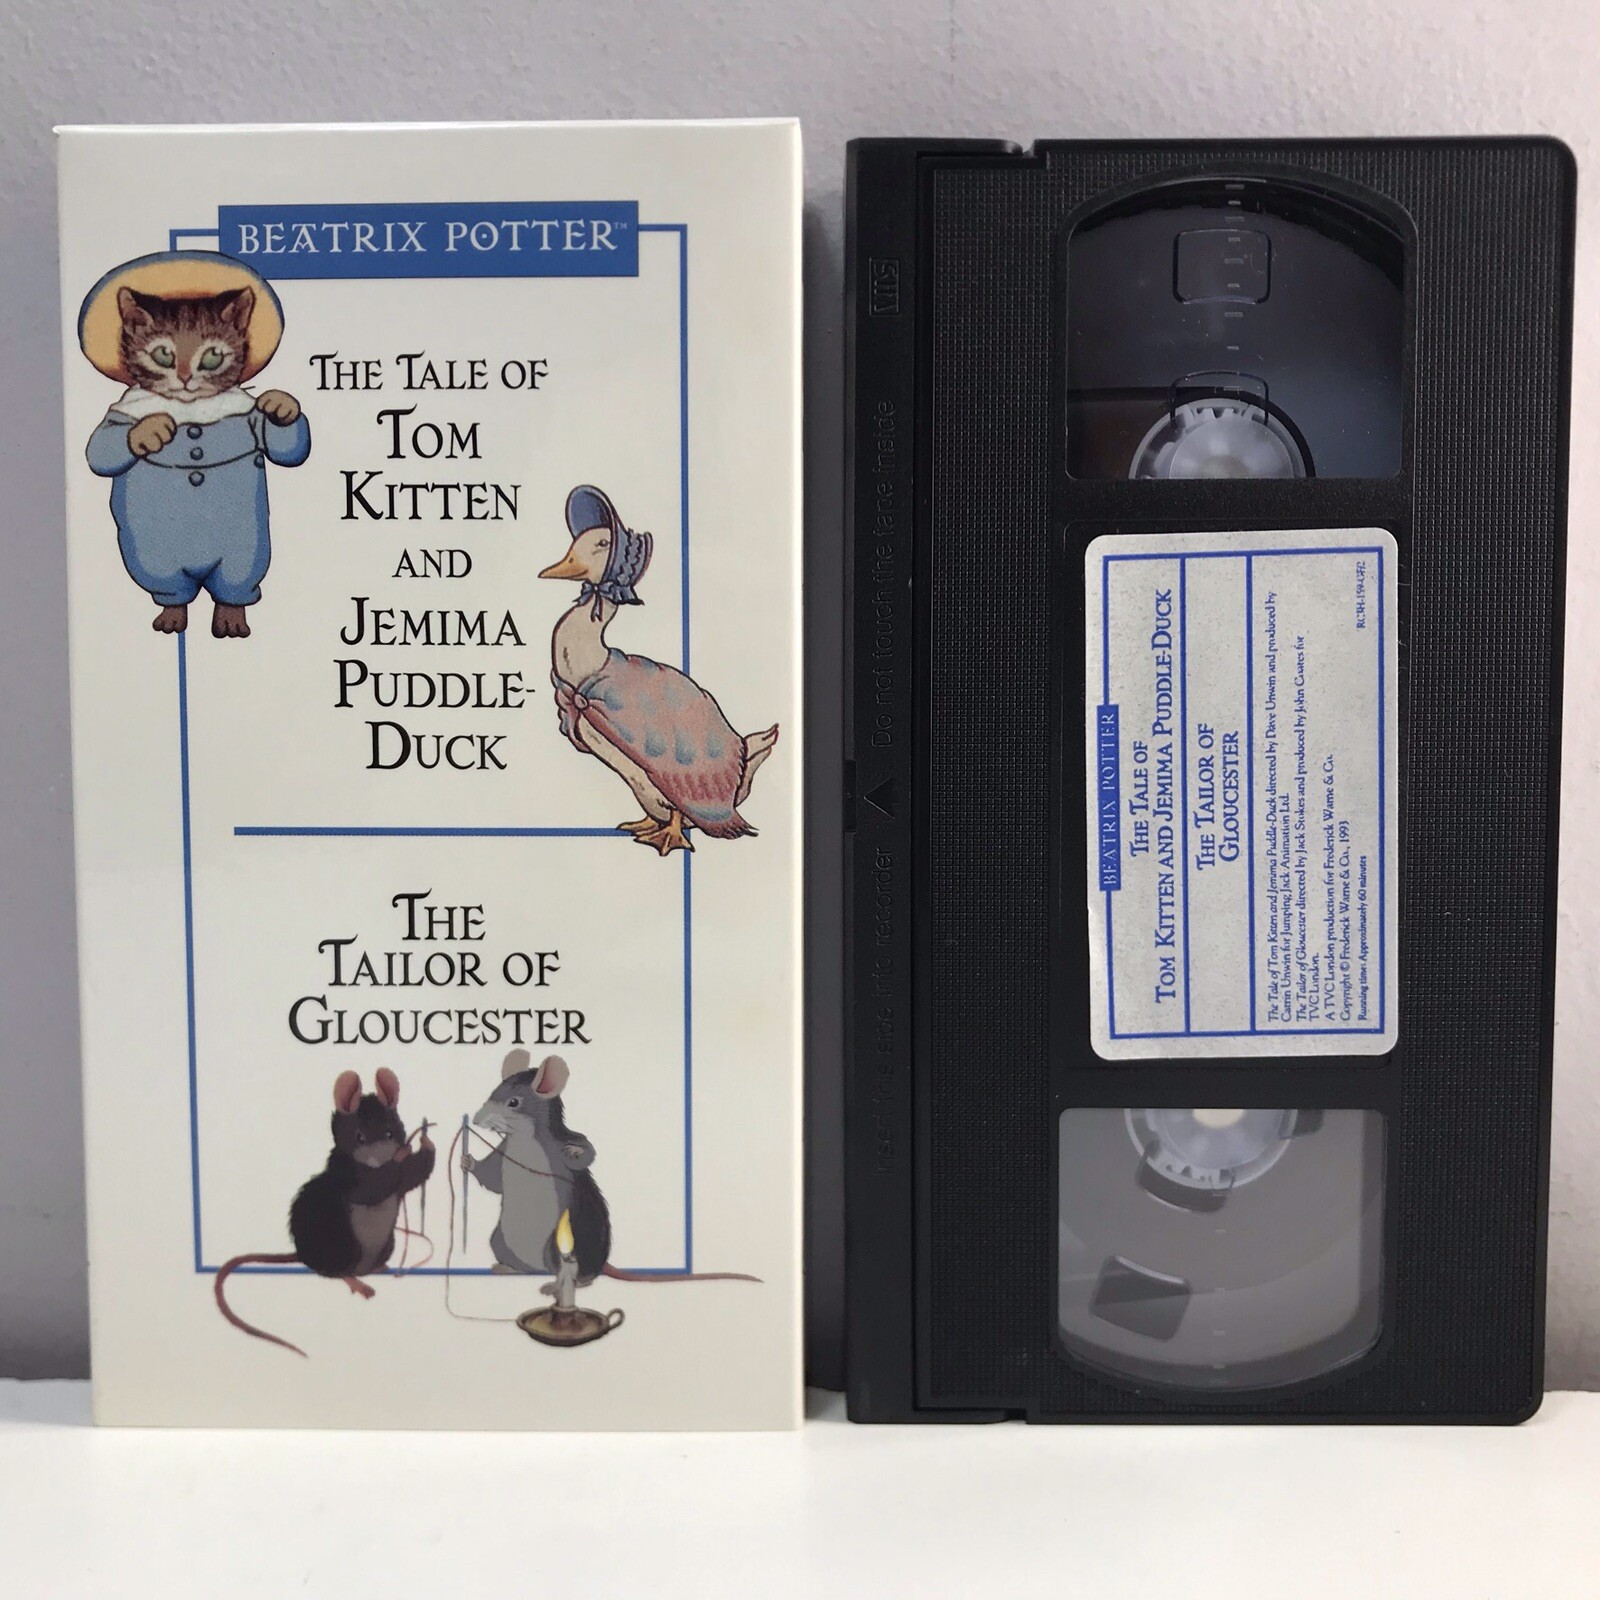 BEATRIX POTTER™
THE TALE OF
TOM
KITTEN
AND
JEMIMA
PUDDLE-
DUCK
THE
TAILOR OF
GLOUCESTER
VHS
Do not touch the tape inside
Insert this side into recorder
BEATRIX POTTER
THE TALE OF
TOM KITTEN AND JEMIMA PUDDLE-DUCK
THE TAILOR OF
GLOUCESTER
The Tale of Tom Kitten and Jemima Puddle-Duck directed by Dave Unwin and produced by
Unwin for Jumping Jack Animation Ltd.
The Tailor of Gloucester directed by Jack Stokes and produced by John Coates for
TVC London.
A TVC London production for Frederick Warne & Co.
Copyright © Frederick Warne & Co., 1993
Running time: Approximately 60 minutes